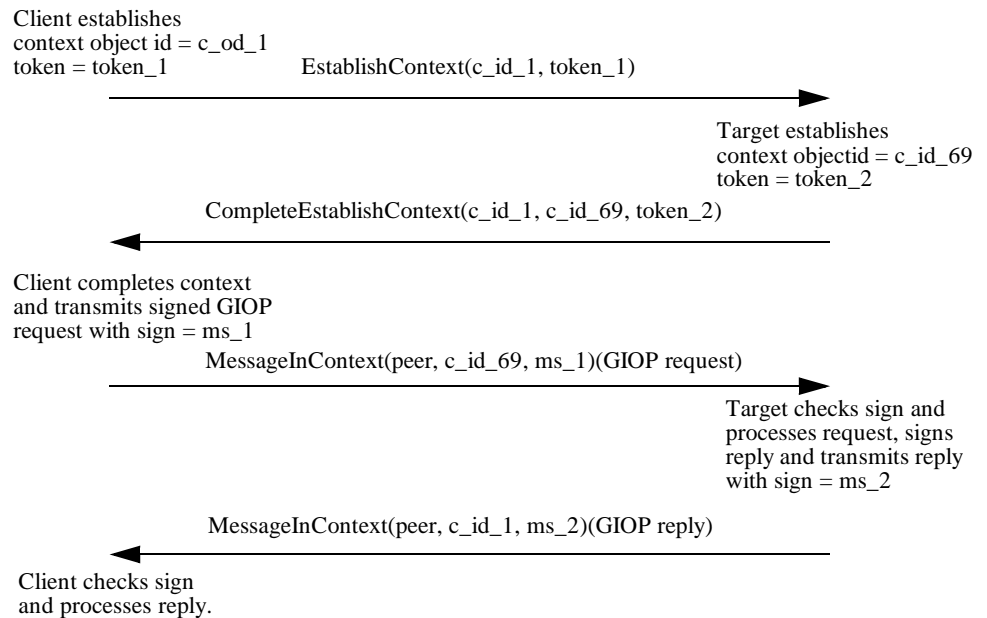 Client establishes
context object id = c_od_1
token = token_1
EstablishContext(c_id_1, token_1)
Target establishes
context objectid = c_id_69
token = token_2
CompleteEstablishContext(c_id_1, c_id_69, token_2)
Client completes context
and transmits signed GIOP
request with sign = ms_1
MessageInContext(peer, c_id_69, ms_1)(GIOP request)
Target checks sign and
processes request, signs
reply and transmits reply
with sign = ms_2
MessageInContext(peer, c_id_1, ms_2)(GIOP reply)
Client checks sign
and processes reply.